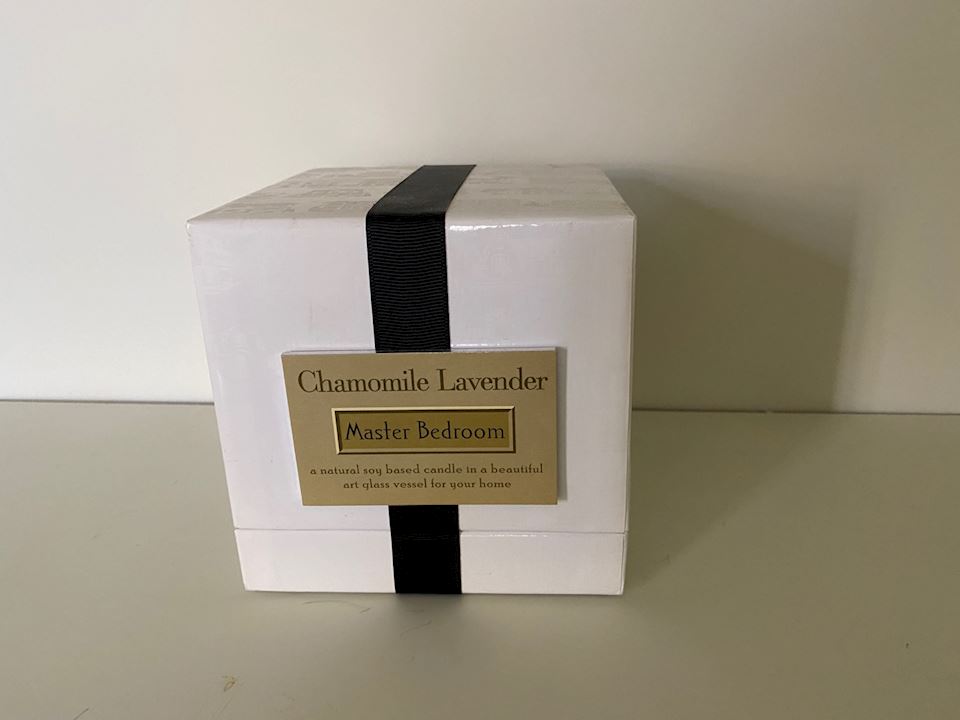 Chamomile Lavender
Master Bedroom
a natural soy based candle in a beautiful
art glass vessel for your home